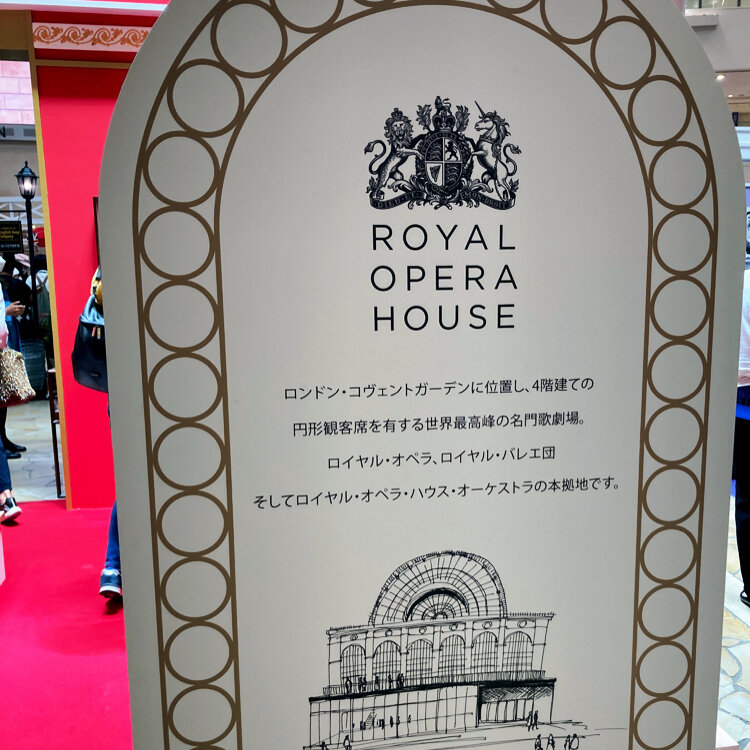 ROYAL
OPERA
HOUSE
ロンドン・コヴェントガーデンに位置し、4階建ての
円形観客席を有する世界最高峰の名門歌劇場。
ロイヤル・オペラ、ロイヤル・バレエ団
そしてロイヤル・オペラ・ハウス・オーケストラの本拠地です。